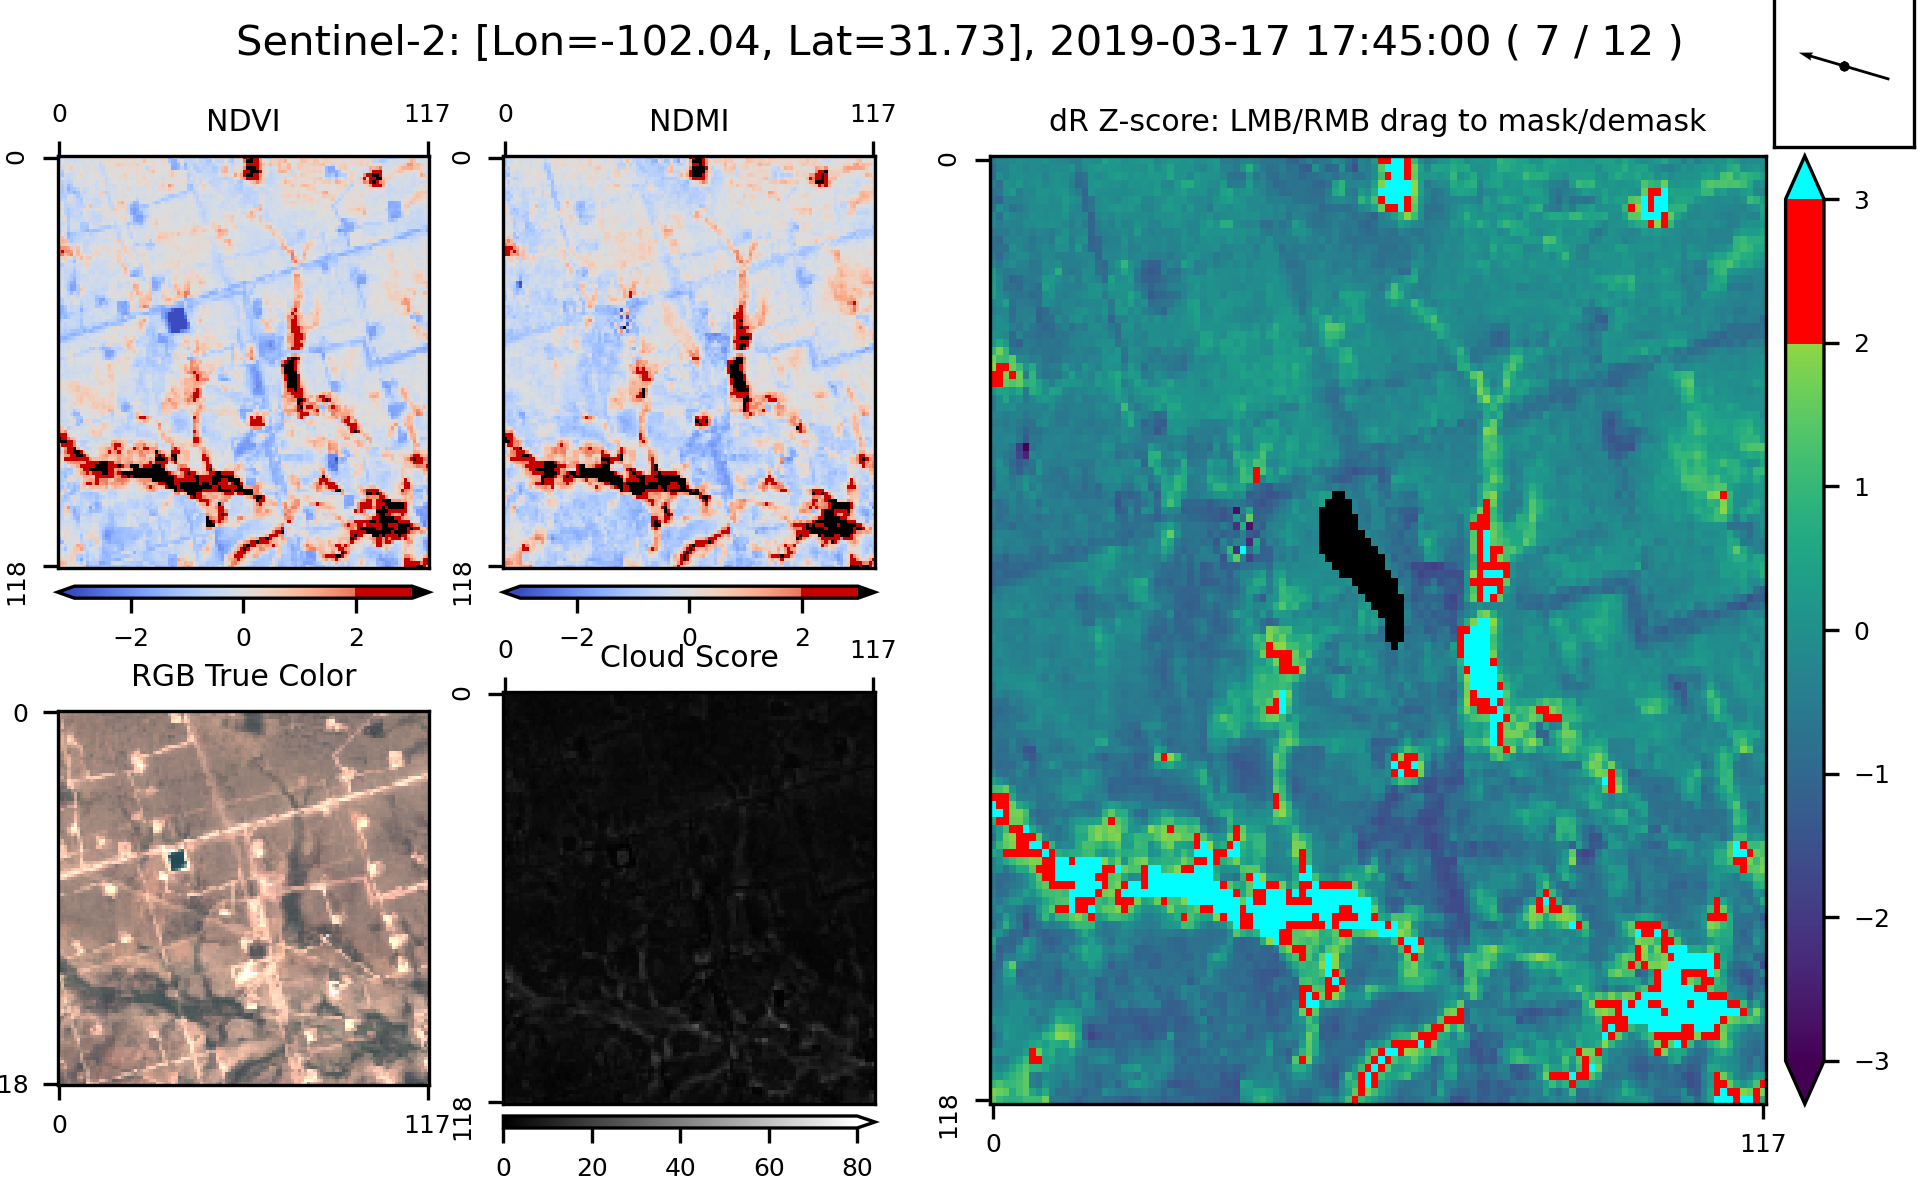 Sentinel-2: [Lon=-102.04, Lat=31.73], 2019-03-17 17:45:00 ( 7 / 12 )
0 NDVI 117
0 NDMI 117
dR Z-score: LMB/RMB drag to mask/demask
0
0
0
118
118
−2 0 2
−2 0 2
RGB True Color
0 Cloud Score 117
0
0
18
118
0 117
0 20 40 60 80
118
0 117
3
2
1
0
−1
−2
−3